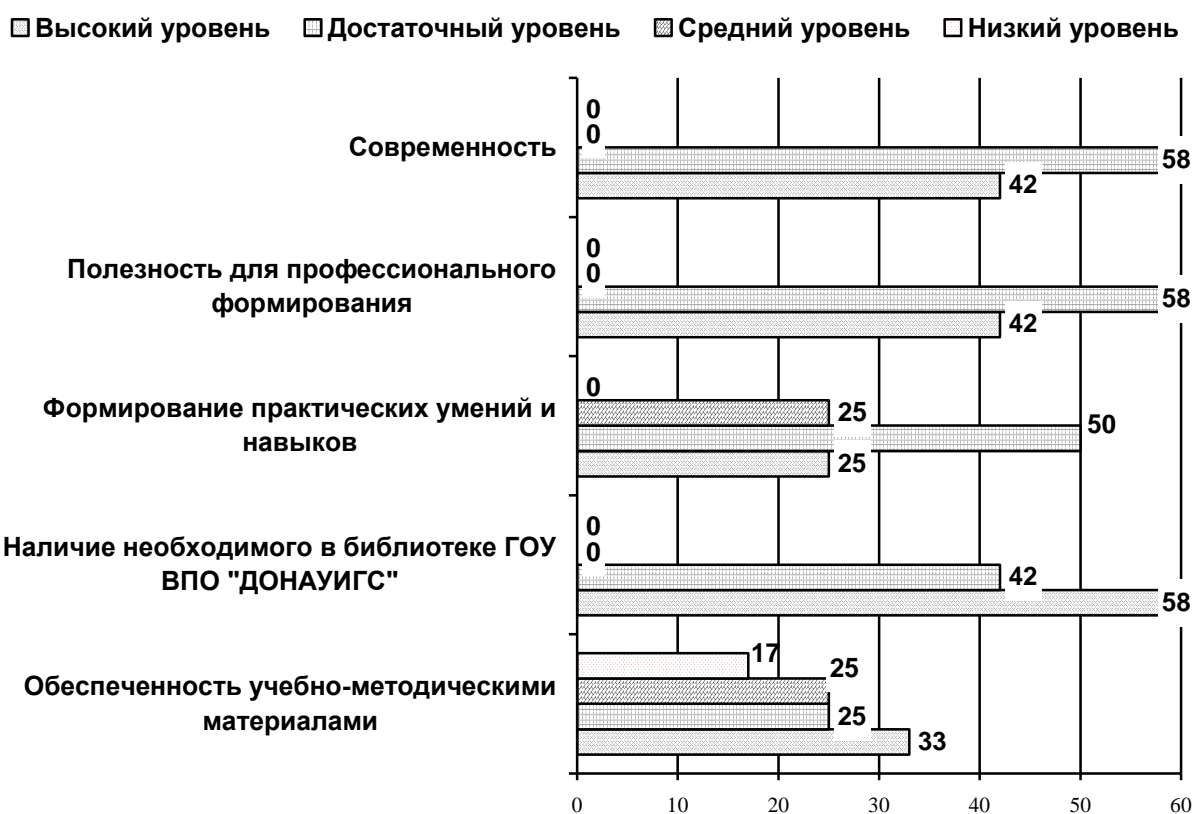 Высокий уровень Достаточный уровень Средний уровень Низкий уровень
0
0
Современность
58
42
0
0
Полезность для профессионального
формирования
58
42
0
Формирование практических умений и
навыков
25
50
25
0
0
Наличие необходимого в библиотеке ГОУ
ВПО "ДОНАУИГС"
42
58
17
25
Обеспеченность учебно-методическими
материалами
25
33
0 10 20 30 40 50 60